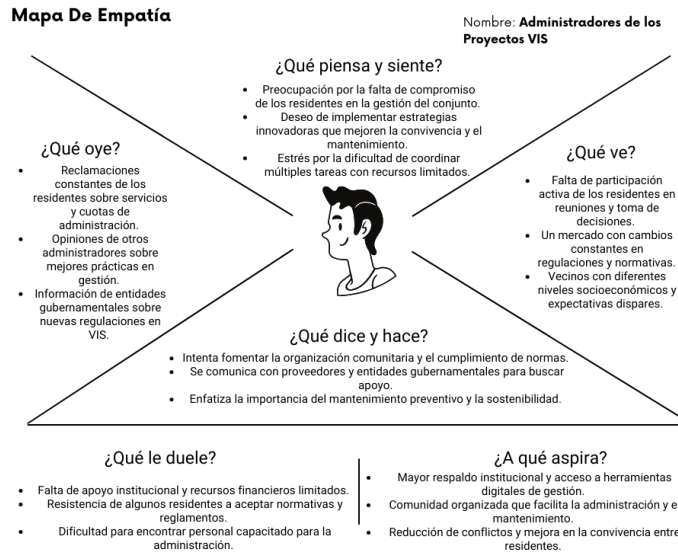 Mapa De Empatía
Nombre: Administradores de los
Proyectos VIS
¿Qué piensa y siente?
• Preocupación por la falta de compromiso
de los residentes en la gestión del conjunto.
• Deseo de implementar estrategias
innovadoras que mejoren la convivencia y el
mantenimiento.
• Estrés por la dificultad de coordinar
múltiples tareas con recursos limitados.
¿Qué oye?
• Reclamaciones
constantes de los
residentes sobre servicios
y cuotas de
administración.
• Opiniones de otros
administradores sobre
mejores prácticas en
gestión.
• Información de entidades
gubernamentales sobre
nuevas regulaciones en
VIS.
¿Qué ve?
• Falta de participación
activa de los residentes en
reuniones y toma de
decisiones.
• Un mercado con cambios
constantes en
regulaciones y normativas.
• Vecinos con diferentes
niveles socioeconómicos y
expectativas dispares.
¿Qué dice y hace?
• Intenta fomentar la organización comunitaria y el cumplimiento de normas.
• Se comunica con proveedores y entidades gubernamentales para buscar
apoyo.
• Enfatiza la importancia del mantenimiento preventivo y la sostenibilidad.
¿Qué le duele?
• Falta de apoyo institucional y recursos financieros limitados.
• Resistencia de algunos residentes a aceptar normativas y
reglamentos.
• Dificultad para encontrar personal capacitado para la
administración.
¿A qué aspira?
• Mayor respaldo institucional y acceso a herramientas
digitales de gestión.
• Comunidad organizada que facilita la administración y e
mantenimiento.
• Reducción de conflictos y mejora en la convivencia entre
residentes.